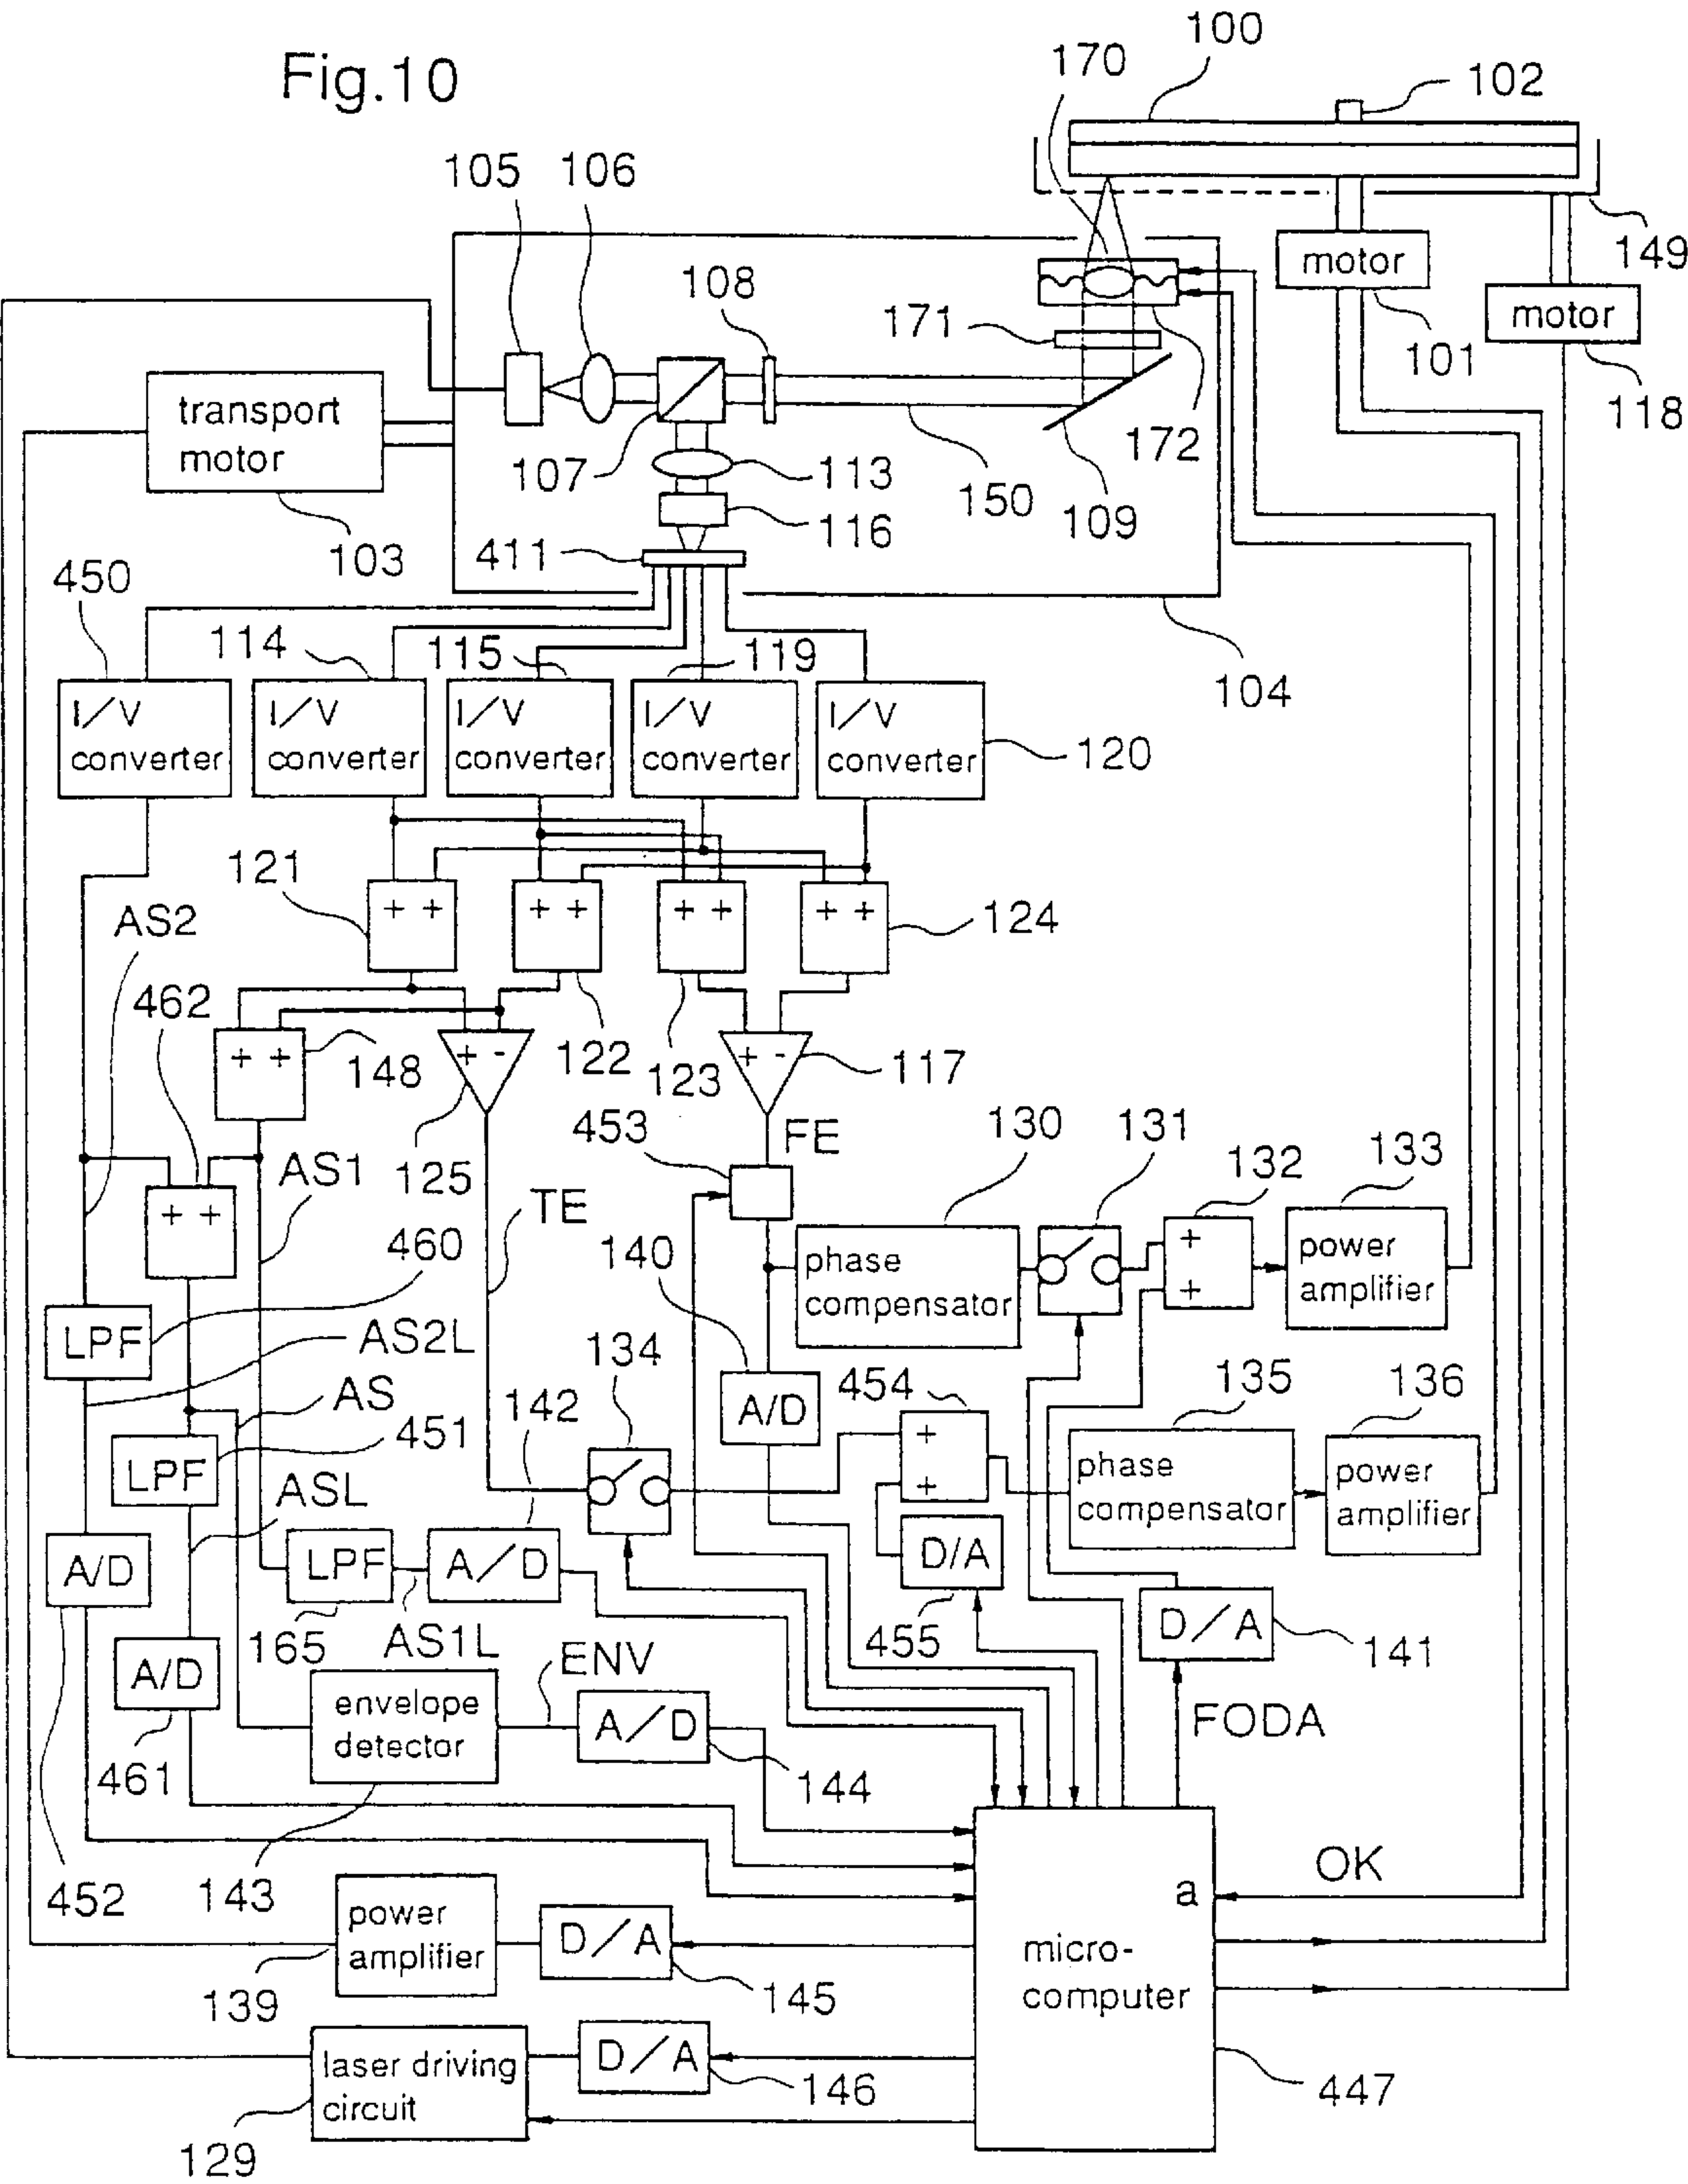 Fig.10
100
170
102
105
106
149
motor
108
motor
171
101
118
transport
motor
172
107
113
150
109
116
103
411
450
114
115
119
104
I/V
converter
I/V
converter
I/V
converter
I/V
converter
I/V
converter
120
121
+ +
+ +
+ +
+ +
124
AS2
462
122
123
+ +
148
+ -
+ -
117
125
453
FE
130
131
132
133
AS1
TE
+ +
460
140
phase
compensator
+
+
power
amplifier
LPF
AS2L
134
454
135
136
AS
142
A/D
451
LPF
+
+
phase
compensator
power
amplifier
ASL
A/D
LPF
A/D
D/A
165
AS1L
455
D/A
141
A/D
ENV
envelope
detector
A/D
FODA
461
144
452
143
OK
a
power
amplifier
D/A
micro-
computer
139
145
laser driving
circuit
D/A
146
447
129